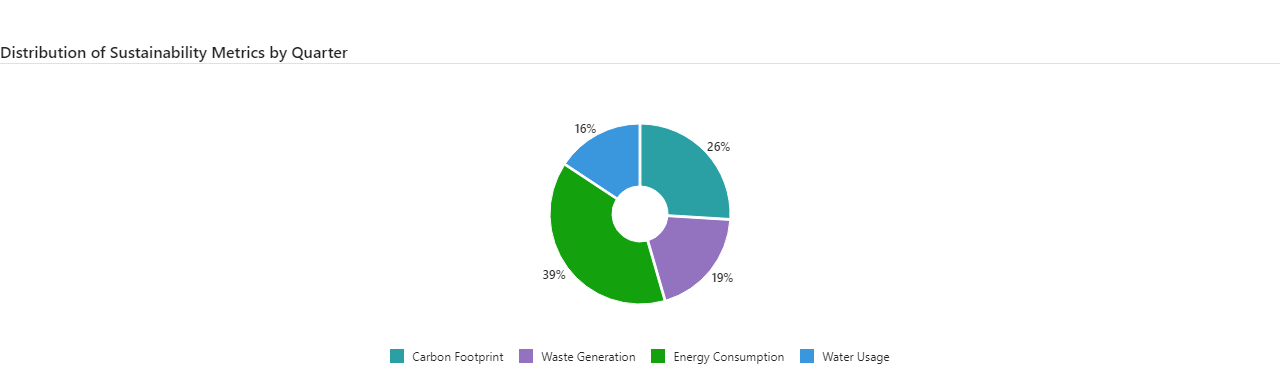 Distribution of Sustainability Metrics by Quarter
16%
26%
39%
19%
Carbon Footprint
Waste Generation
Energy Consumption
Water Usage